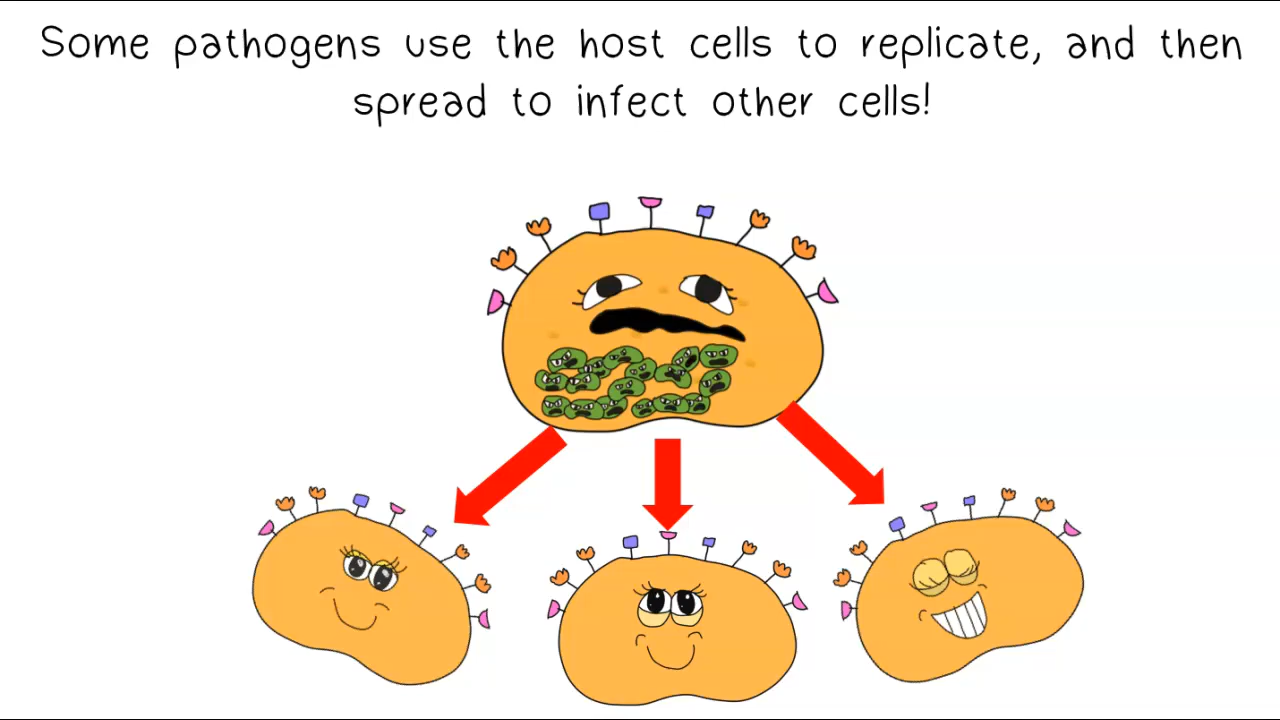 Some pathogens use the host cells to replicate, and then
spread to infect other cells!